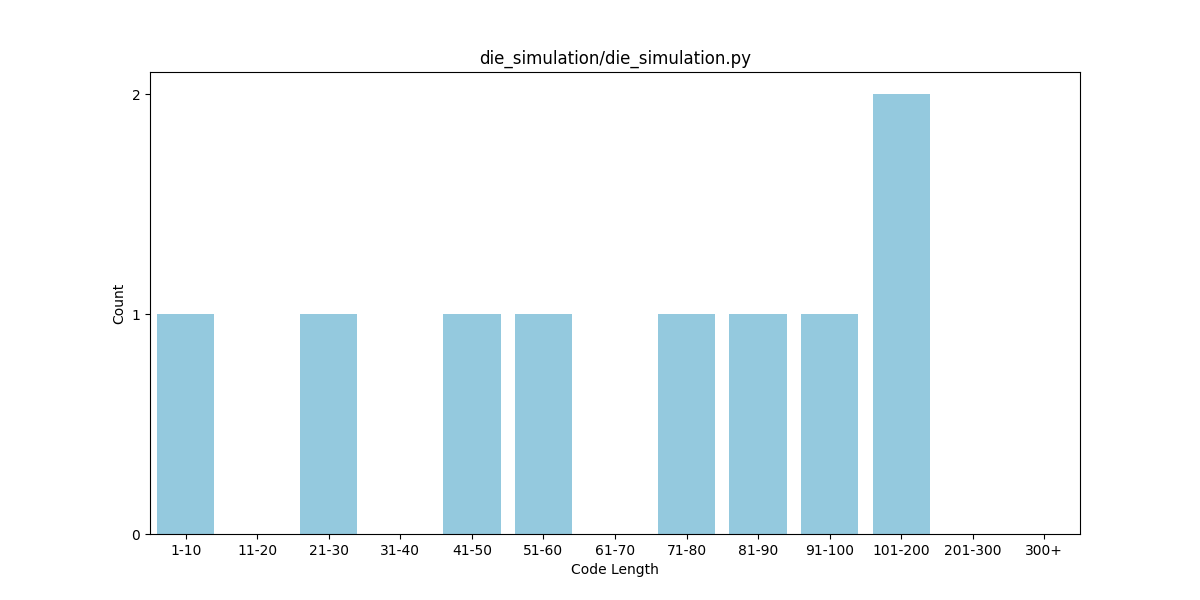 die_simulation/die_simulation.py
2
1
0
Count
1-10 11-20 21-30 31-40 41-50 51-60 61-70 71-80 81-90 91-100 101-200 201-300 300+
Code Length